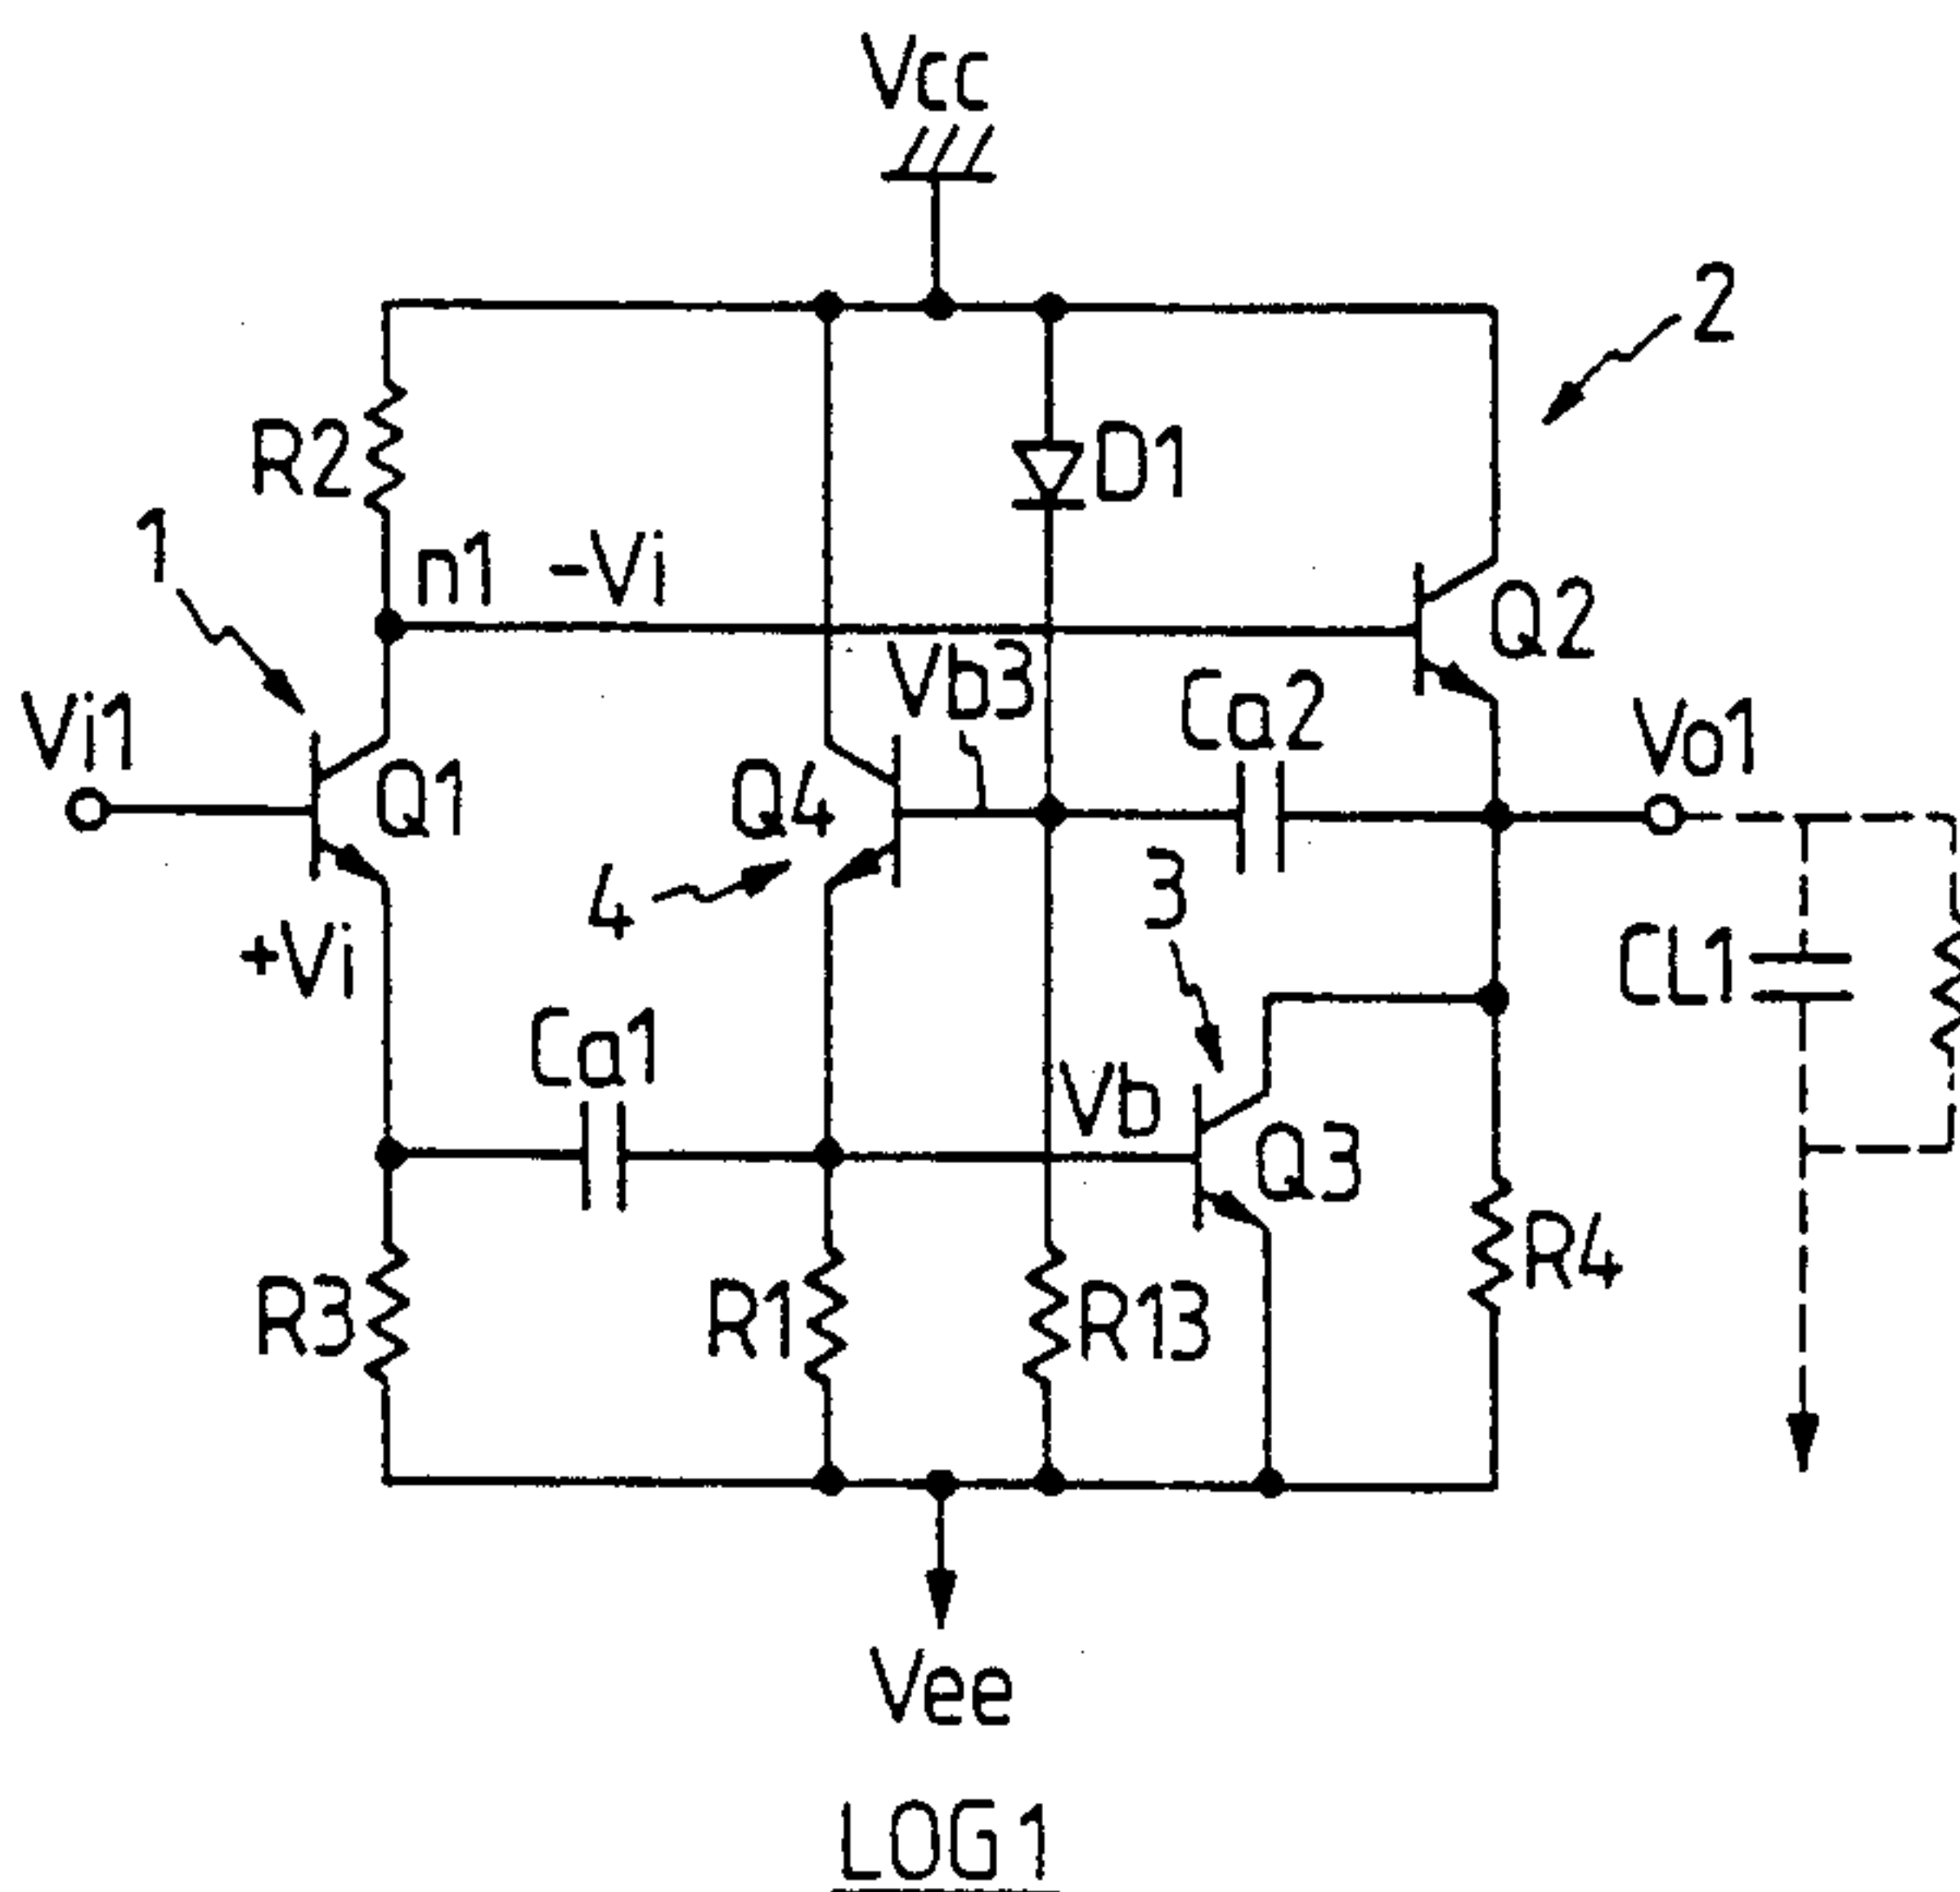 Vcc
2
R2
D1
1
n1 -Vi
Q2
Vi1
Q1
Q4
Vb3
Ca2
Vo1
+Vi
4
3
CL1
Ca1
Vb
Q3
R3
R1
R13
R4
Vee
LOG1